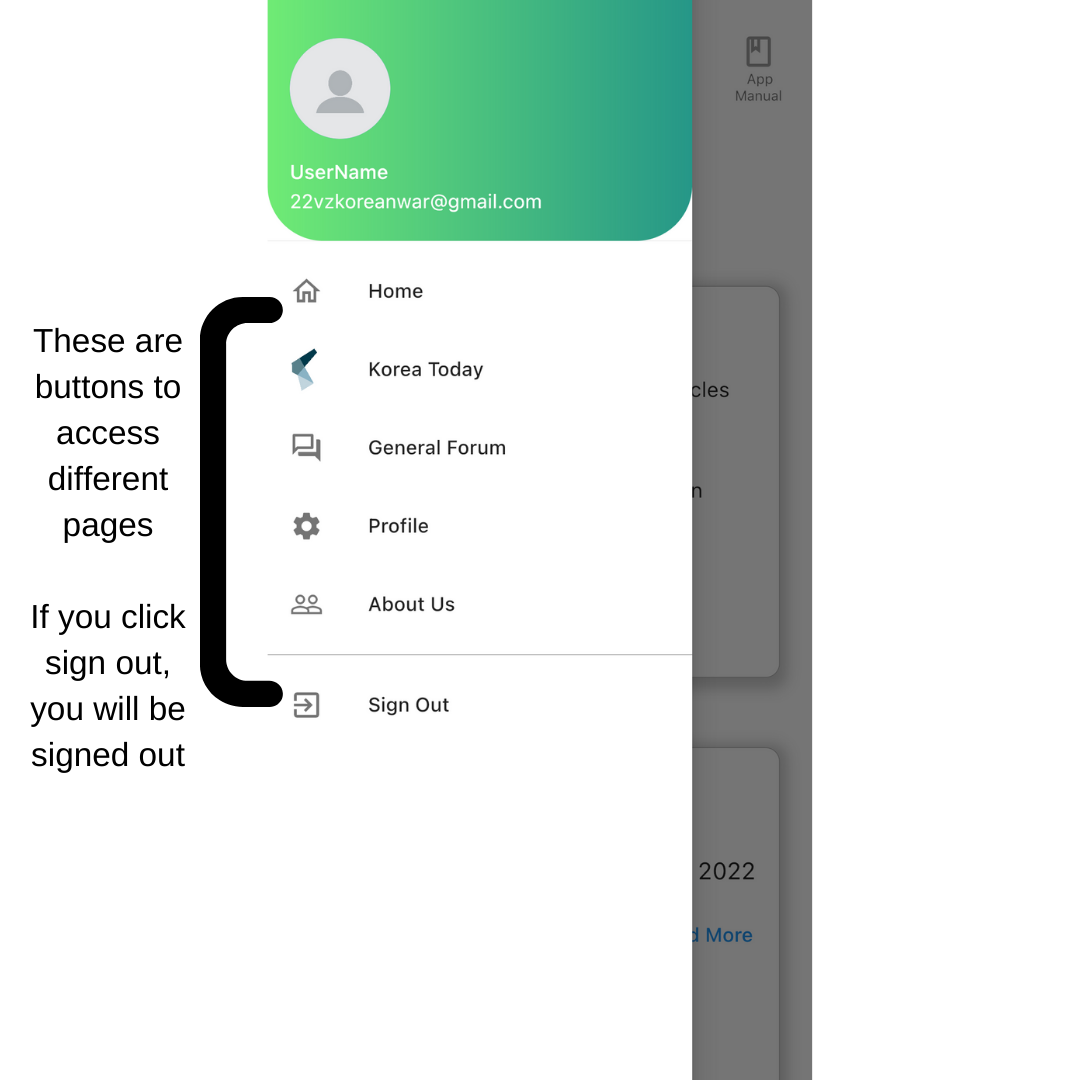 These are
buttons to
access
different
pages
If you click
sign out,
you will be
signed out
UserName
22vzkoreanwar@gmail.com
Home
Korea Today
General Forum
Profile
About Us
Sign Out
App
Manual
cles
n
2022
d More